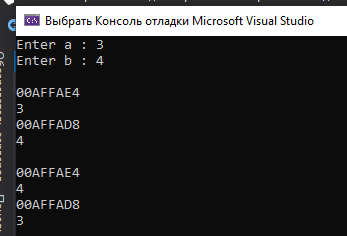 Выбрать Консоль отладки Microsoft Visual Studio
Enter a : 3
Enter b : 4
00AFFAE4
3
00AFFAD8
4
00AFFAE4
4
00AFFAD8
3